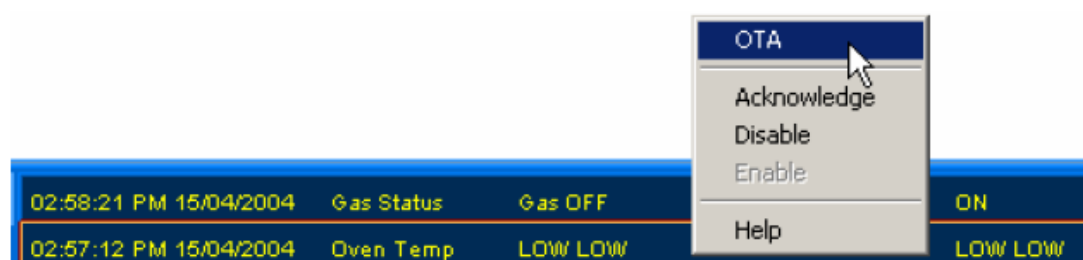 OTA
Acknowledge
Disable
Enable
Help
02:58:21 PM 15/04/2004 Gas Status Gas OFF ON
02:57:12 PM 15/04/2004 Oven Temp LOW LOW LOW LOW